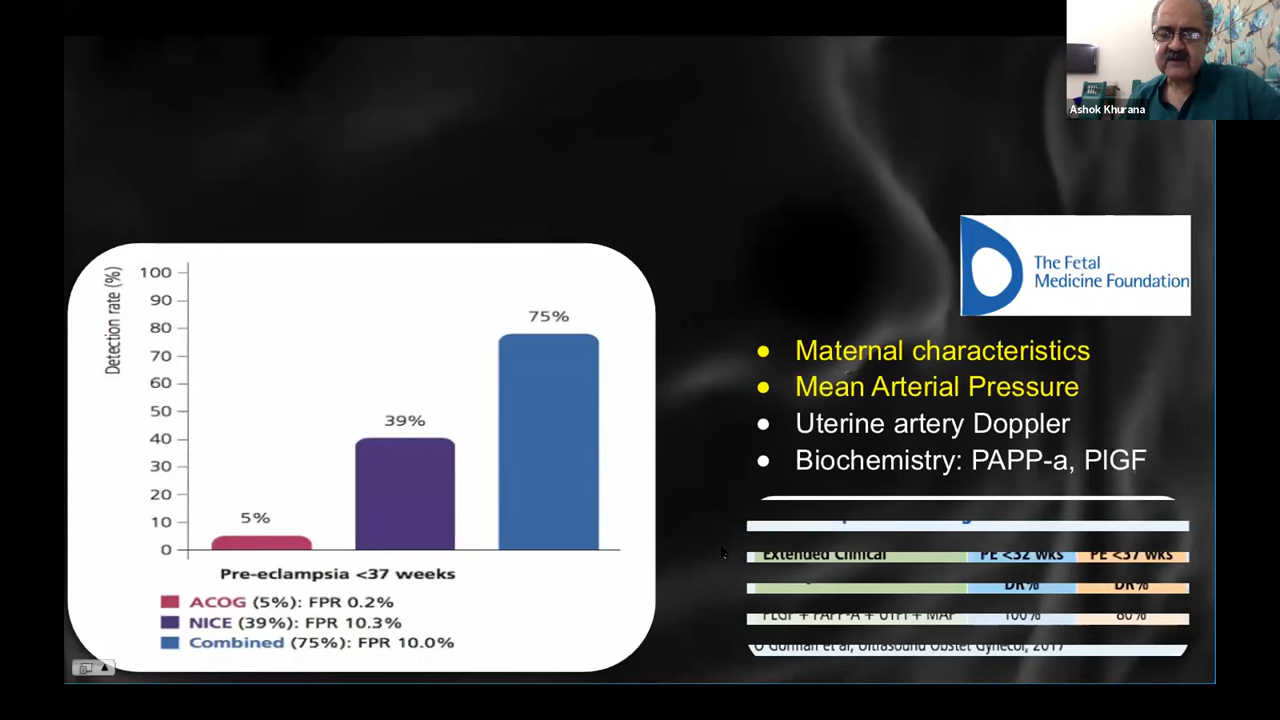 Ashok Khurana
The Fetal
Medicine Foundation
Detection rate (%)
100
90
80
70
60
50
40
30
20
10
0
5%
39%
75%
Pre-eclampsia <37 weeks
ACOG (5%): FPR 0.2%
NICE (39%): FPR 10.3%
Combined (75%): FPR 10.0%
• Maternal characteristics
• Mean Arterial Pressure
• Uterine artery Doppler
• Biochemistry: PAPP-a, PlGF
Extended Clinical PE <32 wks PE <37 wks
DR% DR%
PLGF + PAPP-A + UTPI + MAP 100% 80%
O'Gorman et al, Ultrasound Obstet Gynecol, 2017